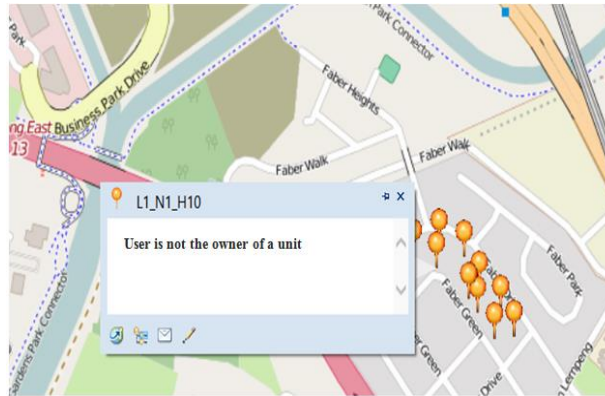 Park
Park Connector
Faber Heights
ng East Business Park Drive
13
Faber Walk
Faber Walk
L1_N1_H10
User is not the owner of a unit
Faber Park
Faber Green
Faber Green
Drive
Lempeng
Gardens Park Connector